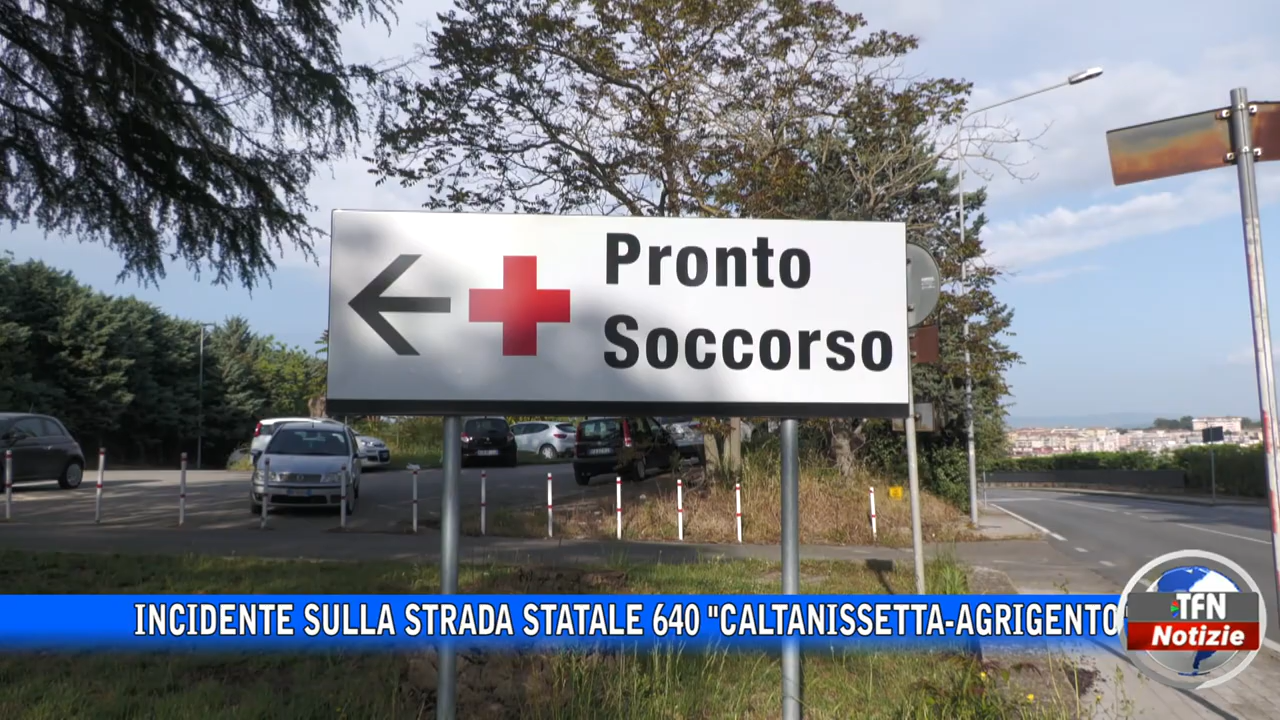 Pronto
Soccorso
INCIDENTE SULLA STRADA STATALE 640 "CALTANISSETTA-AGRIGENTO"
TFN
Notizie